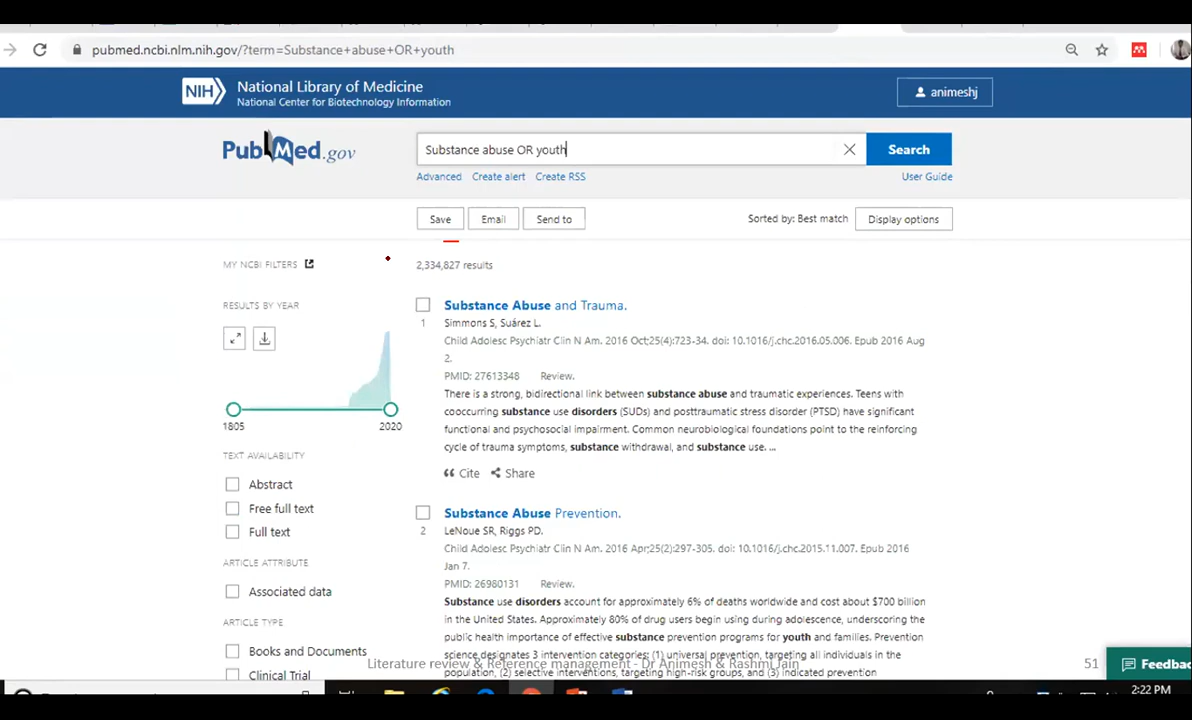 pubmed.ncbi.nlm.nih.gov/?term=Substance+abuse+OR+youth
NIH
National Library of Medicine
National Center for Biotechnology Information
animeshj
PubMed.gov
Substance abuse OR youth
Search
Advanced
Create alert
Create RSS
User Guide
Save
Email
Send to
Sorted by: Best match
Display options
MY NCBI FILTERS
2,334,827 results
RESULTS BY YEAR
1805
2020
TEXT AVAILABILITY
Abstract
Free full text
Full text
ARTICLE ATTRIBUTE
Associated data
ARTICLE TYPE
Books and Documents
Clinical Trial
Substance Abuse and Trauma.
1
Simmons S, Suárez L.
Child Adolesc Psychiatr Clin N Am. 2016 Oct;25(4):723-34. doi: 10.1016/j.chc.2016.05.006. Epub 2016 Aug
2.
PMID: 27613348 Review.
There is a strong, bidirectional link between substance abuse and traumatic experiences. Teens with
cooccurring substance use disorders (SUDs) and posttraumatic stress disorder (PTSD) have significant
functional and psychosocial impairment. Common neurobiological foundations point to the reinforcing
cycle of trauma symptoms, substance withdrawal, and substance use. ...
Cite
Share
Substance Abuse Prevention.
2
LeNoue SR, Riggs PD.
Child Adolesc Psychiatr Clin N Am. 2016 Apr;25(2):297-305. doi: 10.1016/j.chc.2015.11.007. Epub 2016
Jan 7.
PMID: 26980131 Review.
Substance use disorders account for approximately 6% of deaths worldwide and cost about $700 billion
in the United States. Approximately 80% of drug users begin using during adolescence, underscoring the
public health importance of effective substance prevention programs for youth and families. Prevention
science designates 3 intervention categories: (1) universal prevention, targeting all individuals in the
population, (2) selective interventions, targeting high-risk groups, and (3) indicated prevention
Literature review & Reference management - Dr Animesh & Rashmi Jain
51
Feedbac
2:22 PM